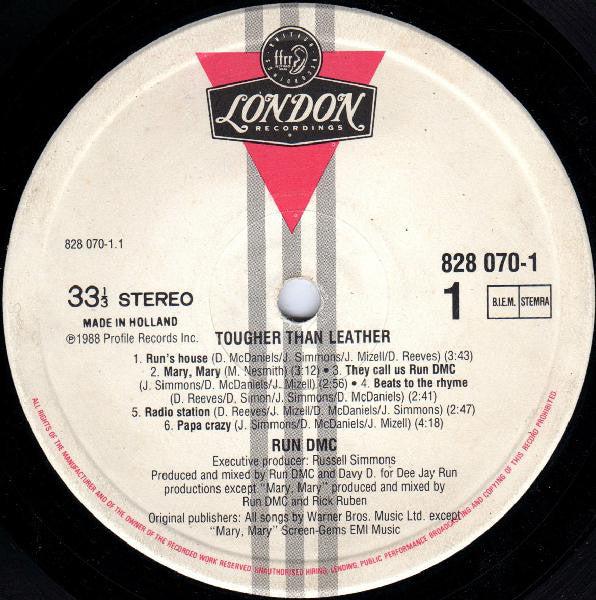 BRITISH RECORDINGS
ffrr
LONDON
RECORDINGS
828 070-1.1
828 070-1
33⅓ STEREO
1
B.I.E.M. STEMRA
MADE IN HOLLAND
℗1988 Profile Records Inc.
TOUGHER THAN LEATHER
1. Run's house (D. McDaniels/J. Simmons/J. Mizell/D. Reeves) (3:43)
2. Mary, Mary (M. Nesmith) (3:12) • 3. They call us Run DMC
(J. Simmons/D. McDaniels/J. Mizell) (2:56) • 4. Beats to the rhyme
(D. Reeves/D. Simon/J. Simmons/D. McDaniels) (2:41)
5. Radio station (D. Reeves/J. Mizell/D. McDaniels/J. Simmons) (2:47)
6. Papa crazy (J. Simmons/D. McDaniels/J. Mizell) (4:18)
RUN DMC
Executive producer: Russell Simmons
Produced and mixed by Run DMC and Davy D. for Dee Jay Run
productions except "Mary, Mary" produced and mixed by
Run DMC and Rick Ruben
Original publishers: All songs by Warner Bros. Music Ltd. except
"Mary, Mary" Screen-Gems EMI Music
ALL RIGHTS OF THE MANUFACTURER AND OF THE OWNER OF THE RECORDED WORK RESERVED. UNAUTHORISED HIRING, LENDING, PUBLIC PERFORMANCE BROADCASTING AND COPYING OF THIS RECORD PROHIBITED.